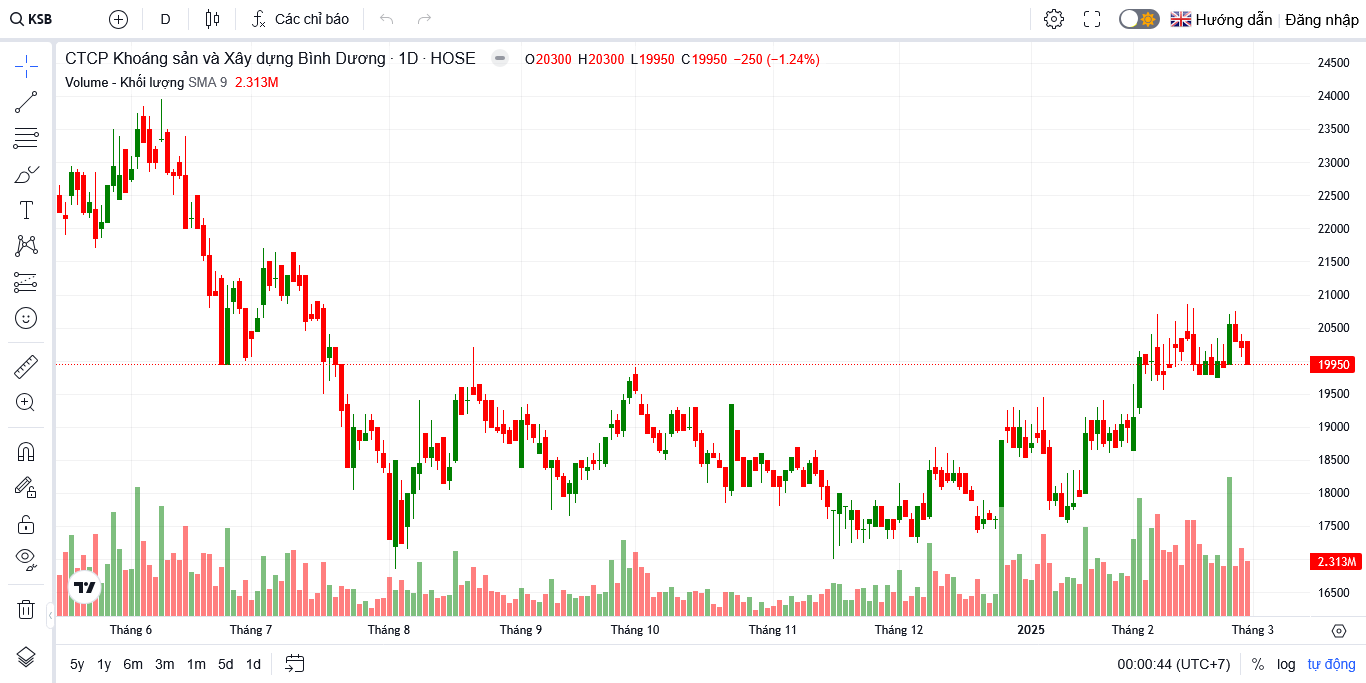 KSB D Các chỉ báo Hướng dẫn Đăng nhập
CTCP Khoáng sản và Xây dựng Bình Dương · 1D · HOSE O20300 H20300 L19950 C19950 −250 (−1.24%)
Volume - Khối lượng SMA 9 2.313M
24500
24000
23500
23000
22500
22000
21500
21000
20500
19950
19500
19000
18500
18000
17500
2.313M
16500
Tháng 6 Tháng 7 Tháng 8 Tháng 9 Tháng 10 Tháng 11 Tháng 12 2025 Tháng 2 Tháng 3
5y 1y 6m 3m 1m 5d 1d 00:00:44 (UTC+7) % log tự động